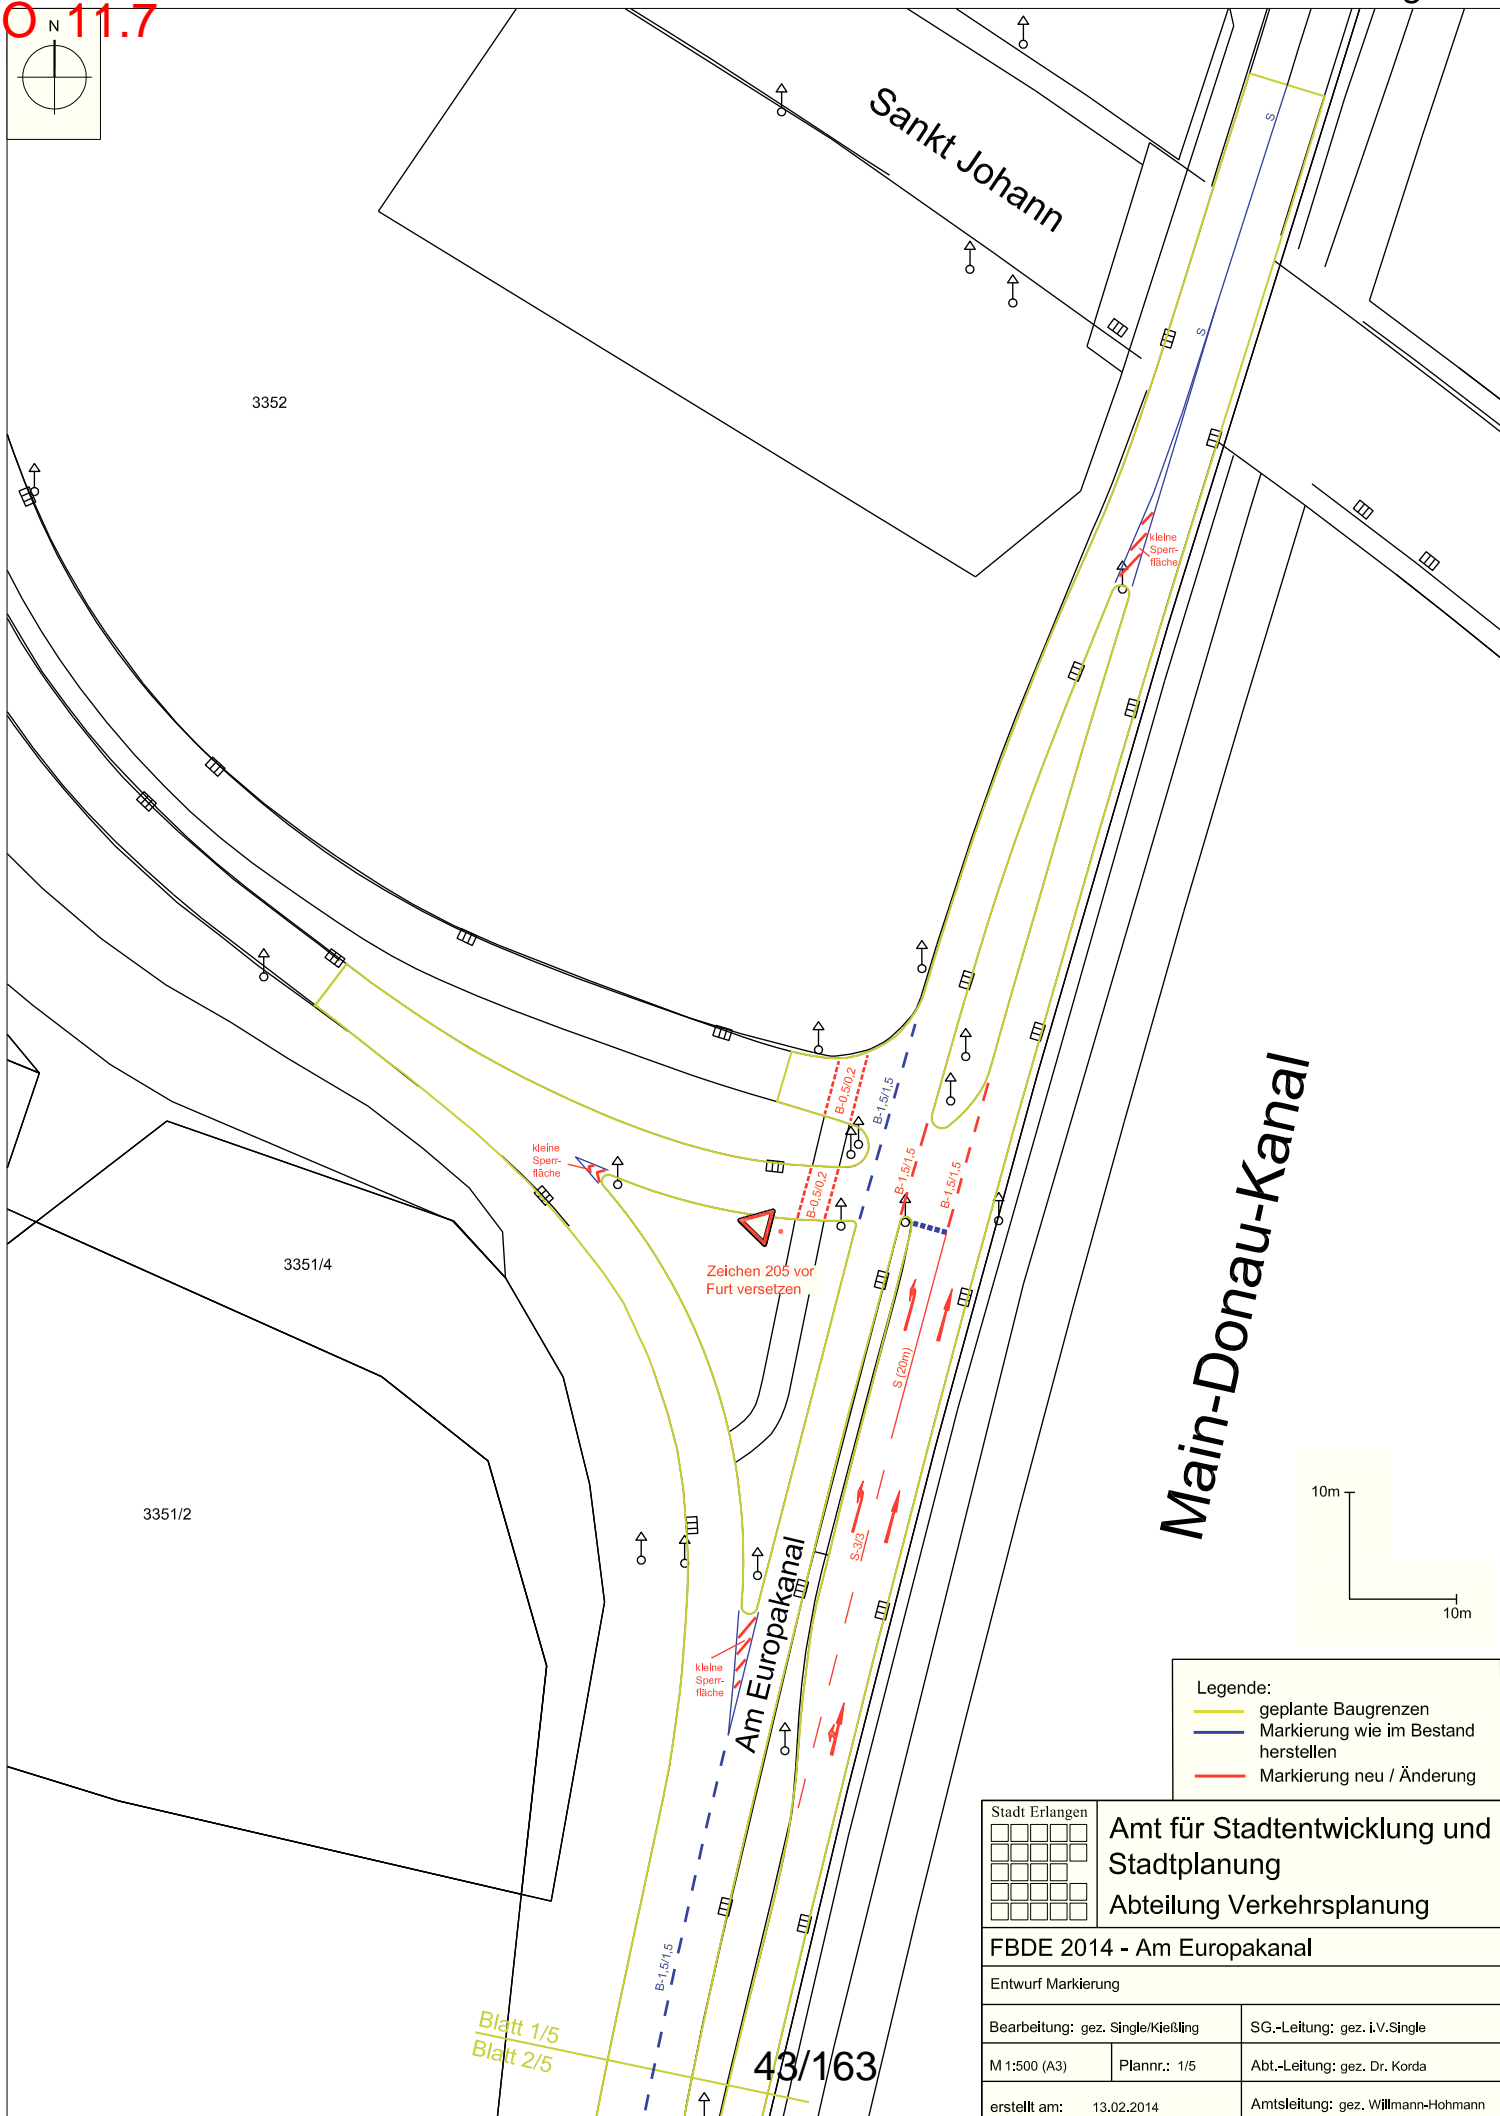 Ö 11.7
N
Sankt Johann
S
S
3352
kleine
Sperr-
fläche
B-0,5/0,2
B-1,5/1,5
kleine
Sperr-
fläche
B-0,5/0,2
B-1,5/1,5
B-1,5/1,5
Zeichen 205 vor
Furt versetzen
3351/4
Main-Donau-Kanal
S (20m)
3351/2
S-3/3
10m
10m
Am Europakanal
kleine
Sperr-
fläche
Legende:
geplante Baugrenzen
Markierung wie im Bestand
herstellen
Markierung neu / Änderung
Stadt Erlangen
Amt für Stadtentwicklung und
Stadtplanung
Abteilung Verkehrsplanung
FBDE 2014 - Am Europakanal
Entwurf Markierung
Bearbeitung: gez. Single/Kießling
SG.-Leitung: gez. i.V.Single
M 1:500 (A3)
Plannr.: 1/5
Abt.-Leitung: gez. Dr. Korda
erstellt am: 13.02.2014
Amtsleitung: gez. Willmann-Hohmann
B-1,5/1,5
Blatt 1/5
Blatt 2/5
43/163